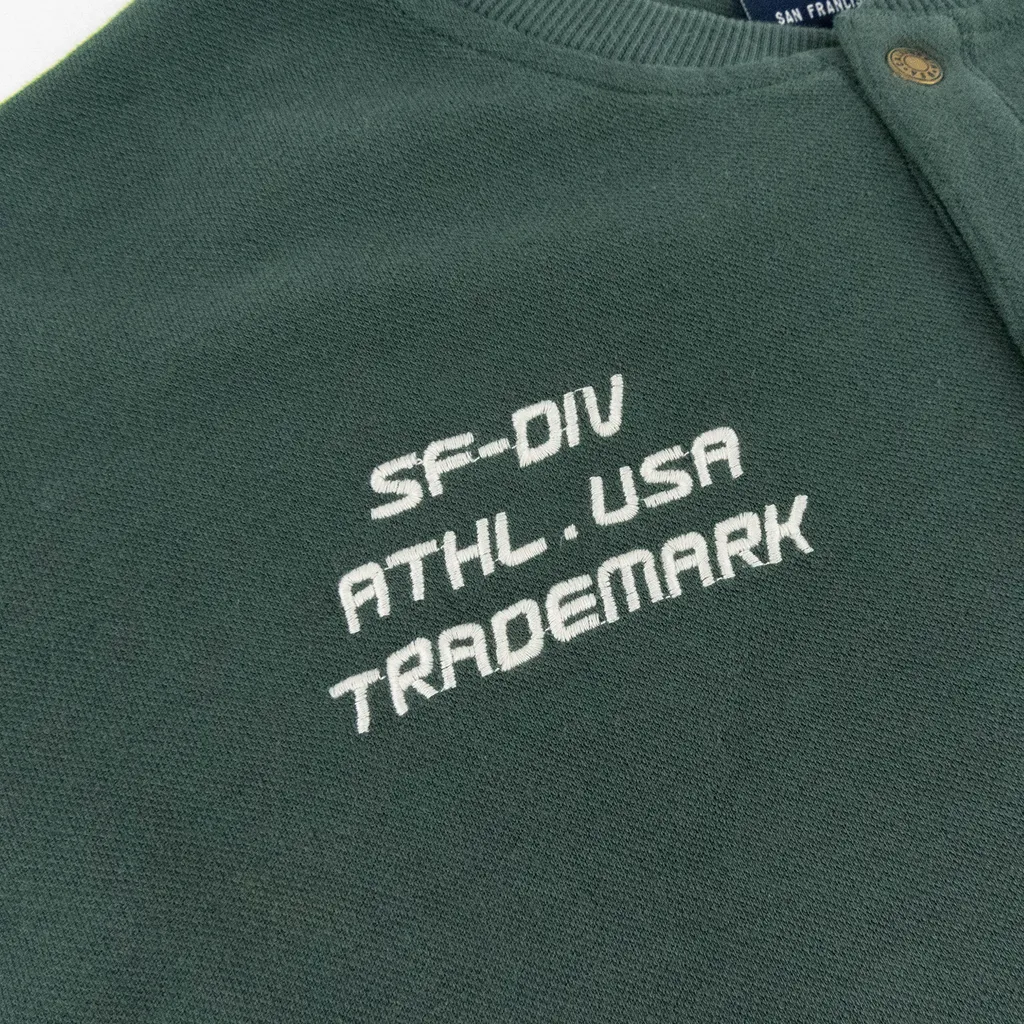 SAN FRANCIS
SF-DIV
ATHL.USA
TRADEMARK